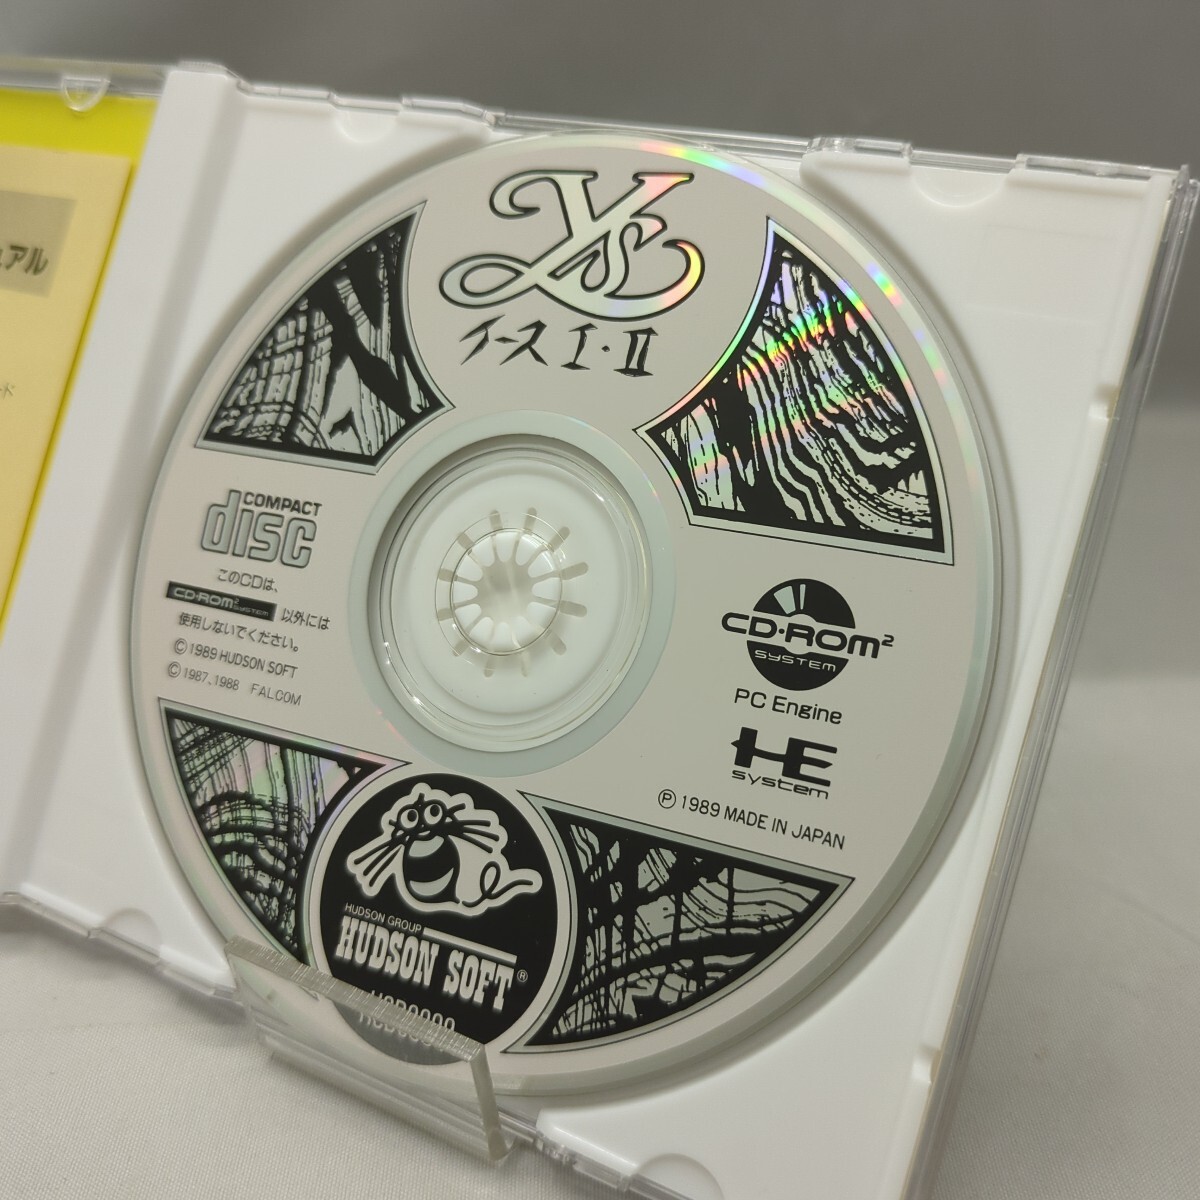 Ys
イースI・II
COMPACT
disc
このCDは、
CD-ROM² SYSTEM 以外には
使用しないでください。
©1989 HUDSON SOFT
©1987, 1988 FALCOM
CD-ROM²
SYSTEM
PC Engine
HE
system
Ⓟ 1989 MADE IN JAPAN
HUDSON GROUP
HUDSON SOFT®
ュアル
ド